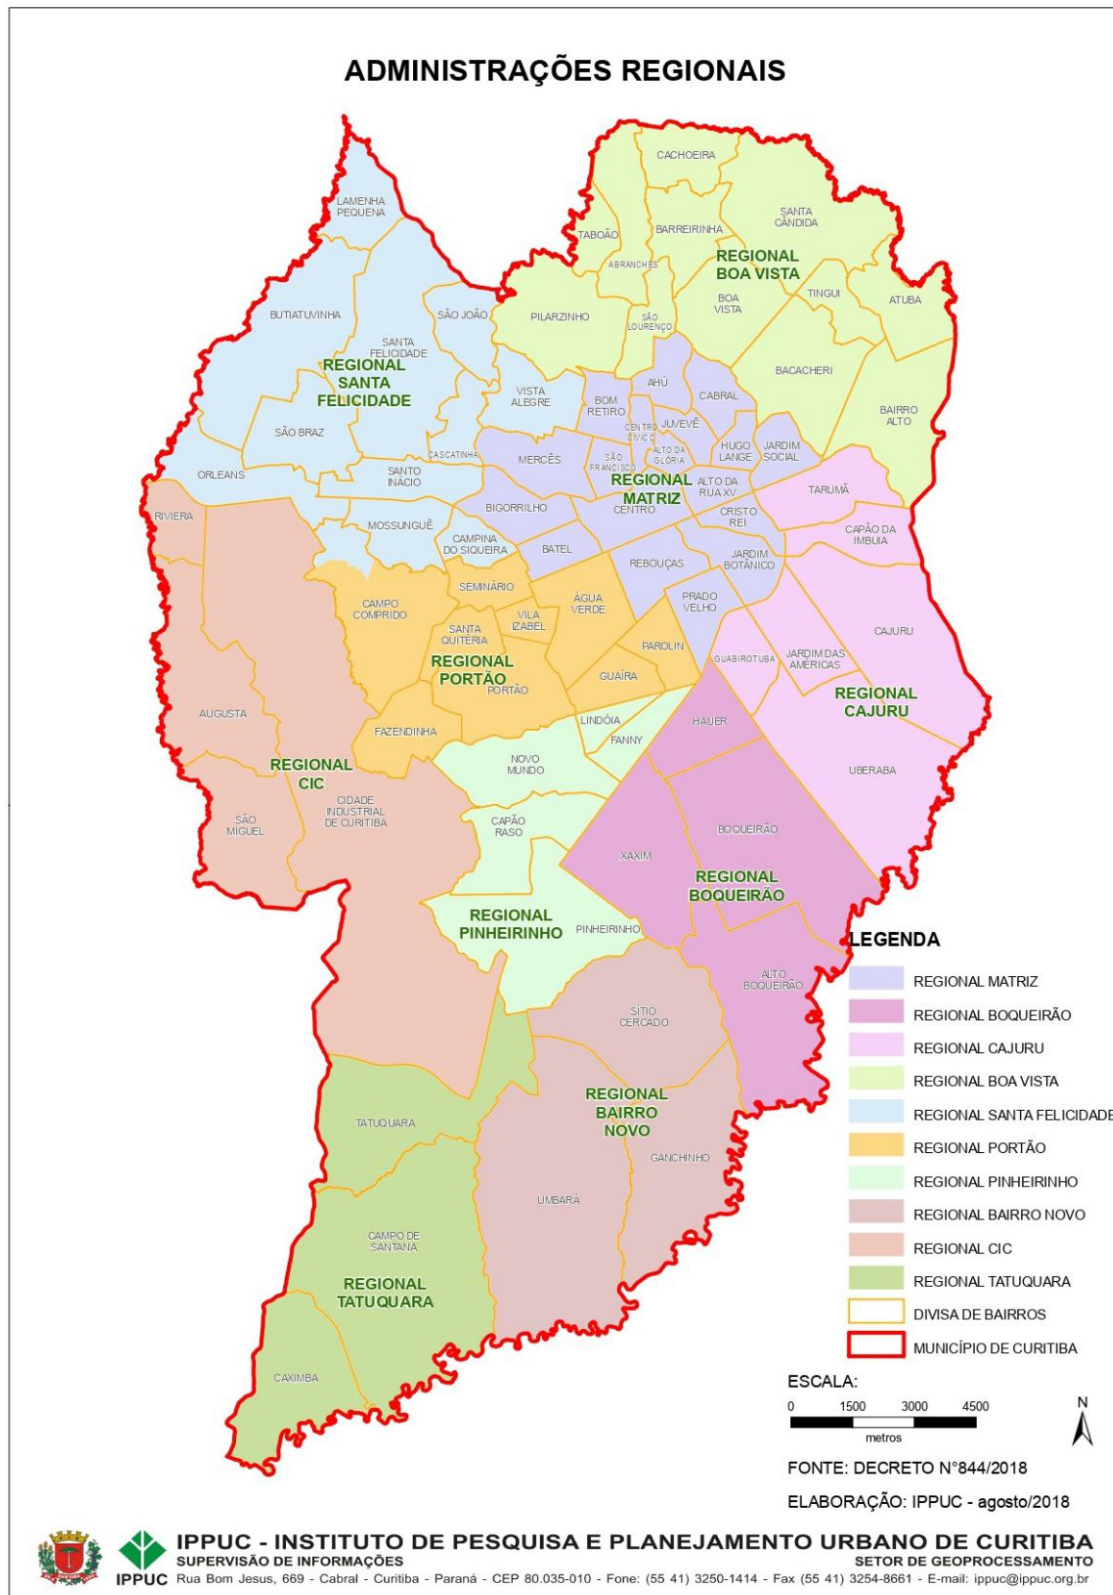 ADMINISTRAÇÕES REGIONAIS
LAMENHA
PEQUENA
BUTIATUVINHA
SANTA
FELICIDADE
SÃO JOÃO
REGIONAL
SANTA
FELICIDADE
SÃO BRAZ
ORLEANS
CASCATINHA
SANTO
INÁCIO
VISTA
ALEGRE
MOSSUNGUÊ
CAMPINA
DO SIQUEIRA
CACHOEIRA
TABOÃO
BARREIRINHA
SANTA
CÂNDIDA
ABRANCHES
REGIONAL
BOA VISTA
PILARZINHO
SÃO
LOURENÇO
BOA
VISTA
TINGUI
ATUBA
BACACHERI
BAIRRO
ALTO
AHÚ
CABRAL
BOM
RETIRO
CENTRO
CÍVICO
JUVEVÊ
HUGO
LANGE
JARDIM
SOCIAL
MERCÊS
SÃO
FRANCISCO
ALTO DA
GLÓRIA
REGIONAL
MATRIZ
ALTO DA
RUA XV
BIGORRILHO
CENTRO
CRISTO
REI
BATEL
REBOUÇAS
JARDIM
BOTÂNICO
PRADO
VELHO
TARUMÃ
CAPÃO DA
IMBUIA
CAJURU
GUABIROTUBA
JARDIM DAS
AMÉRICAS
REGIONAL
CAJURU
UBERABA
RIVIERA
AUGUSTA
REGIONAL
CIC
SÃO
MIGUEL
CIDADE
INDUSTRIAL
DE CURITIBA
CAMPO
COMPRIDO
SEMINÁRIO
SANTA
QUITÉRIA
VILA
IZABEL
ÁGUA
VERDE
REGIONAL
PORTÃO
PORTÃO
PAROLIN
GUAÍRA
FAZENDINHA
LINDÓIA
FANNY
NOVO
MUNDO
CAPÃO
RASO
REGIONAL
PINHEIRINHO
PINHEIRINHO
HAUER
BOQUEIRÃO
XAXIM
REGIONAL
BOQUEIRÃO
ALTO
BOQUEIRÃO
SÍTIO
CERCADO
REGIONAL
BAIRRO
NOVO
GANCHINHO
UMBARÁ
TATUQUARA
CAMPO DE
SANTANA
REGIONAL
TATUQUARA
CAXIMBA
LEGENDA
REGIONAL MATRIZ
REGIONAL BOQUEIRÃO
REGIONAL CAJURU
REGIONAL BOA VISTA
REGIONAL SANTA FELICIDADE
REGIONAL PORTÃO
REGIONAL PINHEIRINHO
REGIONAL BAIRRO NOVO
REGIONAL CIC
REGIONAL TATUQUARA
DIVISA DE BAIRROS
MUNICÍPIO DE CURITIBA
ESCALA:
0 1500 3000 4500
metros
N
FONTE: DECRETO N°844/2018
ELABORAÇÃO: IPPUC - agosto/2018
IPPUC
IPPUC - INSTITUTO DE PESQUISA E PLANEJAMENTO URBANO DE CURITIBA
SUPERVISÃO DE INFORMAÇÕES SETOR DE GEOPROCESSAMENTO
Rua Bom Jesus, 669 - Cabral - Curitiba - Paraná - CEP 80.035-010 - Fone: (55 41) 3250-1414 - Fax (55 41) 3254-8661 - E-mail: ippuc@ippuc.org.br